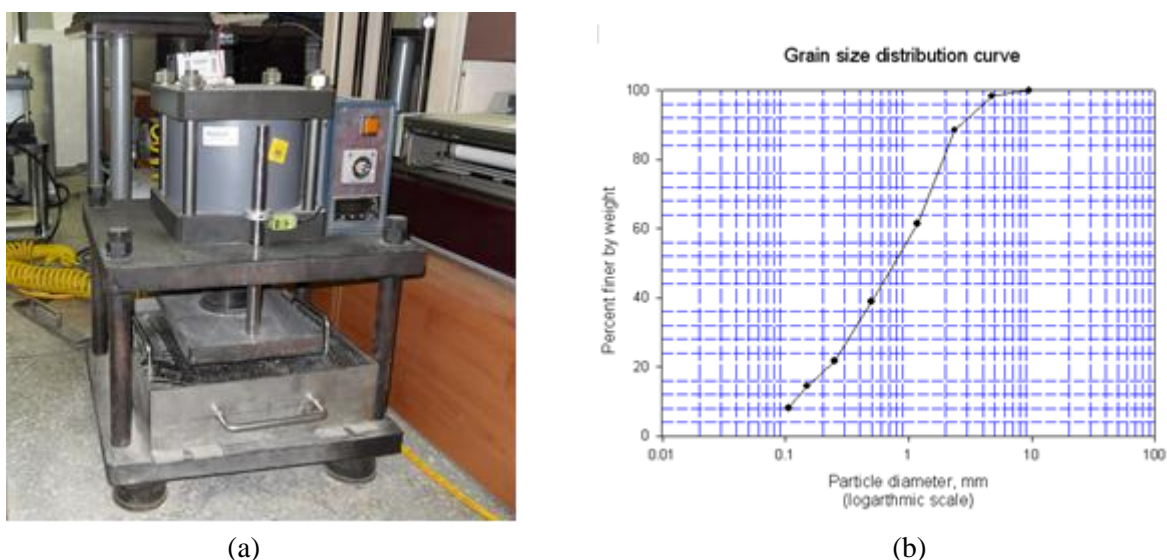 Grain size distribution curve
100
80
60
40
20
0
Percent finer by weight
0.01
0.1
1
10
100
Particle diameter, mm
(logarthmic scale)
(a)
(b)